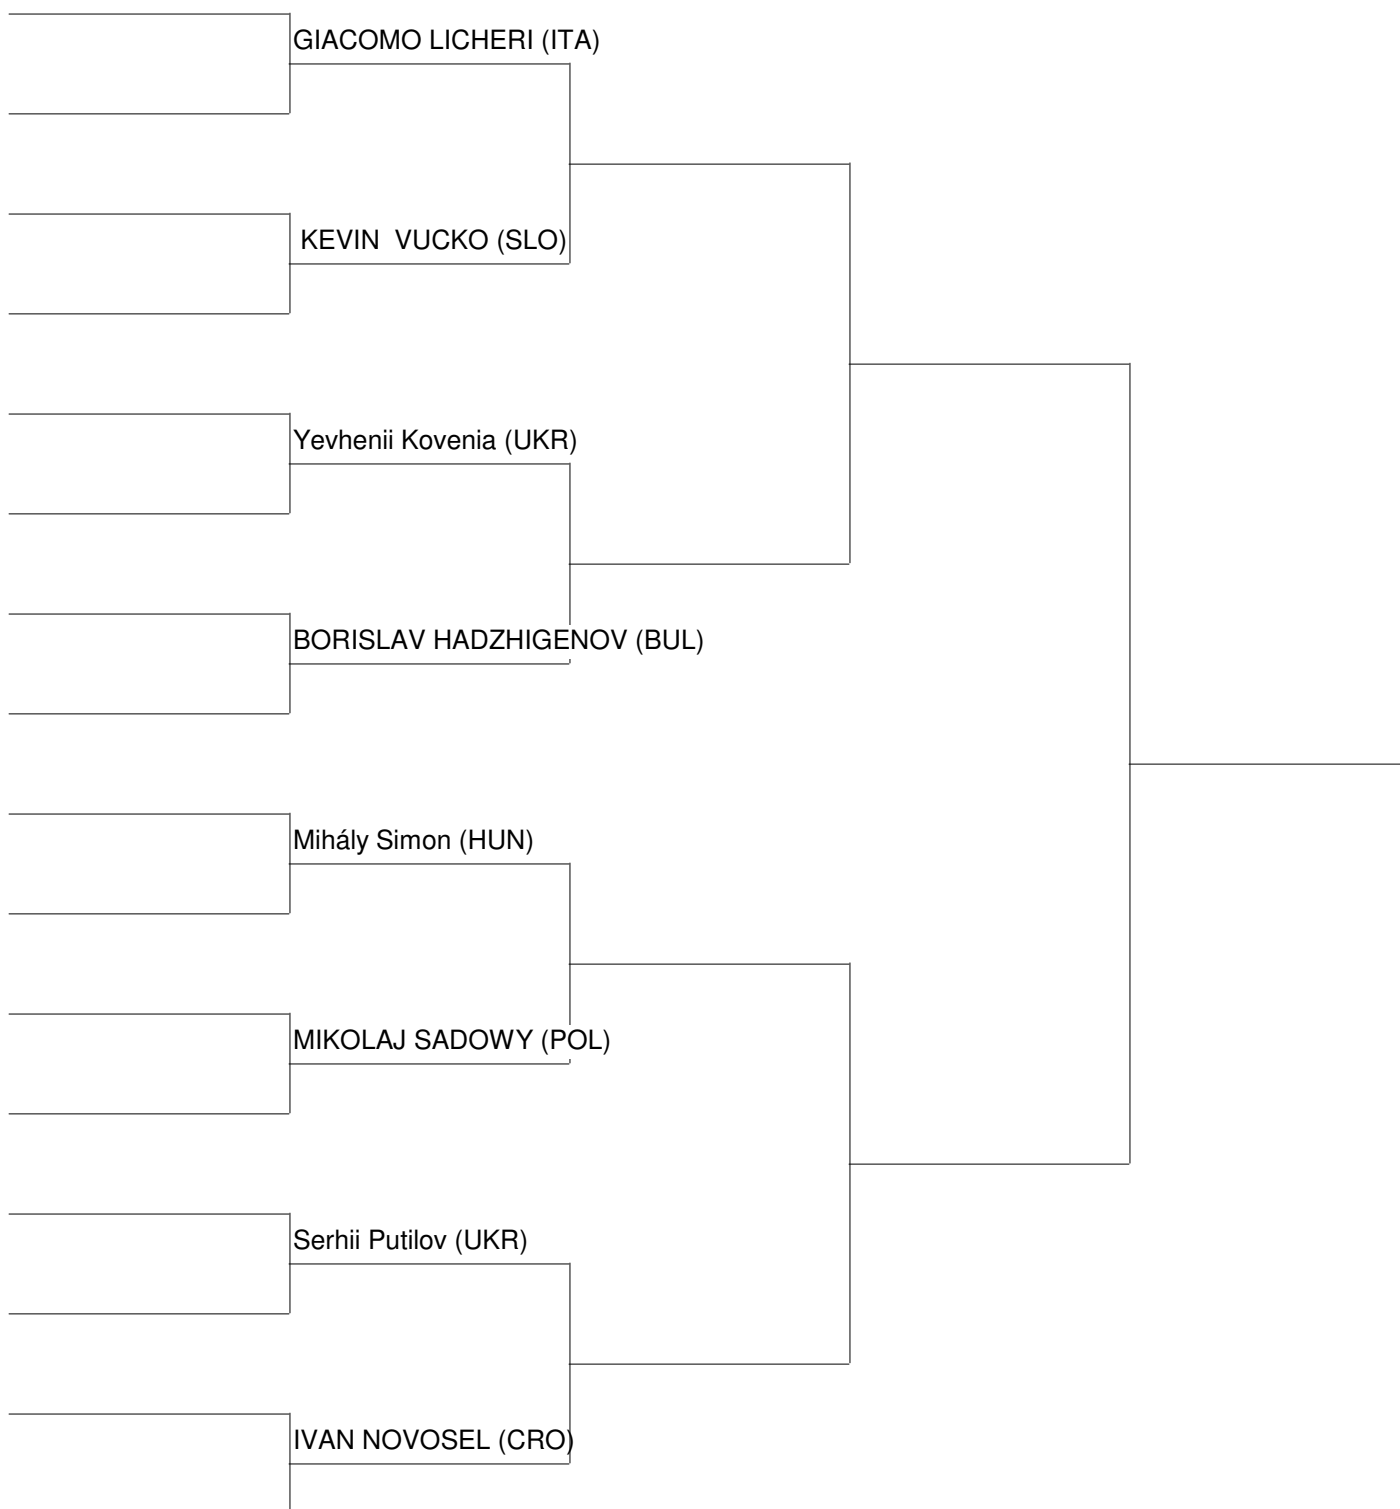 GIACOMO LICHERI (ITA)
KEVIN  VUCKO (SLO)
Yevhenii Kovenia (UKR)
BORISLAV HADZHIGENOV (BUL)
Mihály Simon (HUN)
MIKOLAJ SADOWY (POL)
Serhii Putilov (UKR)
IVAN NOVOSEL (CRO)